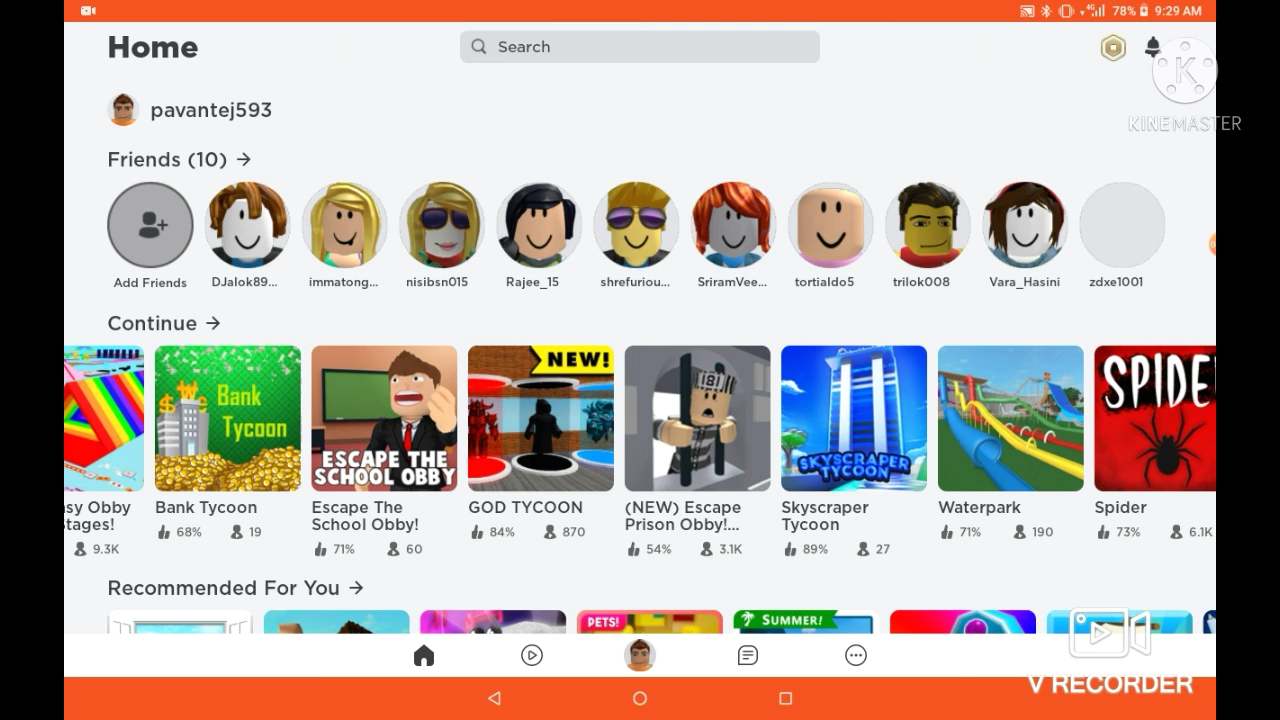 78% 9:29 AM
Home
Search
K
KINEMASTER
pavantej593
Friends (10) →
Add Friends
DJalok89...
immatong...
nisibsn015
Rajee_15
shrefuriou...
SriramVee...
tortialdo5
trilok008
Vara_Hasini
zdxe1001
Continue →
Bank
Tycoon
ESCAPE THE
SCHOOL OBBY
NEW!
SKYSCRAPER
TYCOON
SPIDE
asy Obby
Stages!
9.3K
Bank Tycoon
68% 19
Escape The
School Obby!
71% 60
GOD TYCOON
84% 870
(NEW) Escape
Prison Obby!...
54% 3.1K
Skyscraper
Tycoon
89% 27
Waterpark
71% 190
Spider
73% 6.1K
Recommended For You →
PETS!
SUMMER!
V RECORDER